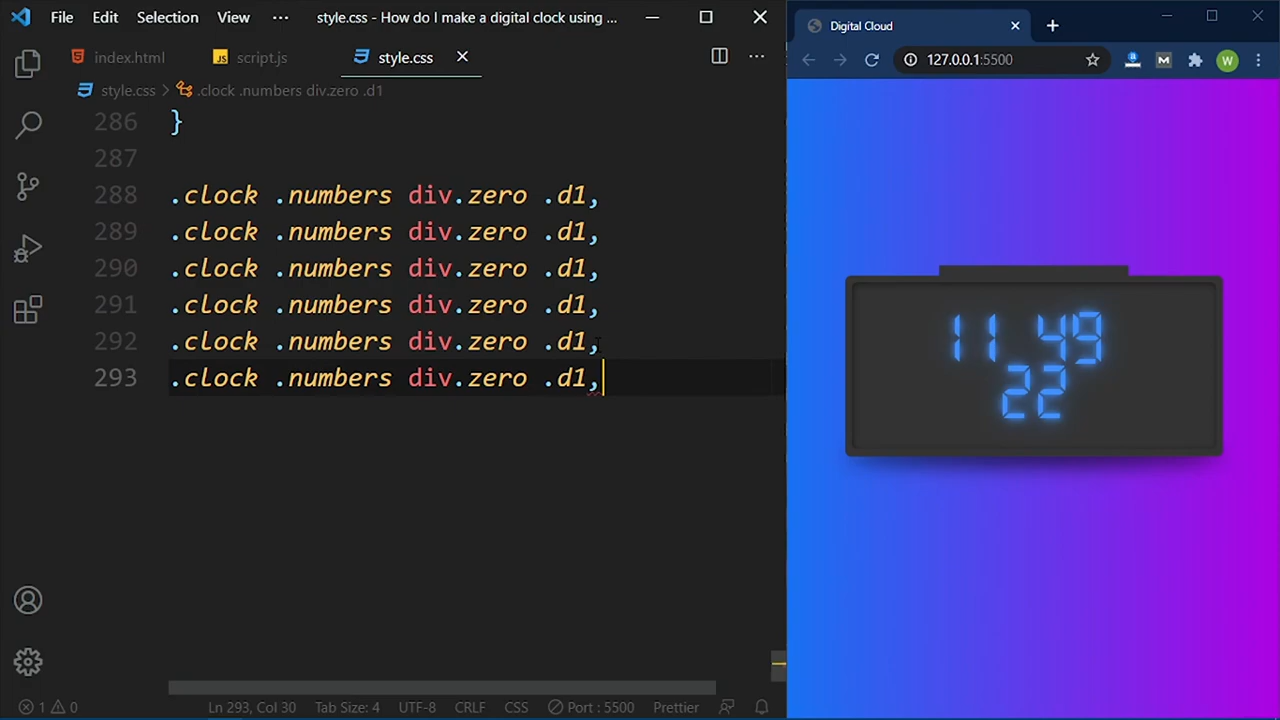 File Edit Selection View ··· style.css - How do I make a digital clock using ...
index.html script.js style.css
style.css > .clock .numbers div.zero .d1
286 }
287
288 .clock .numbers div.zero .d1,
289 .clock .numbers div.zero .d1,
290 .clock .numbers div.zero .d1,
291 .clock .numbers div.zero .d1,
292 .clock .numbers div.zero .d1,
293 .clock .numbers div.zero .d1,
1 0 Ln 293, Col 30 Tab Size: 4 UTF-8 CRLF CSS Port : 5500 Prettier
Digital Cloud
127.0.0.1:5500 M W
11 49
22